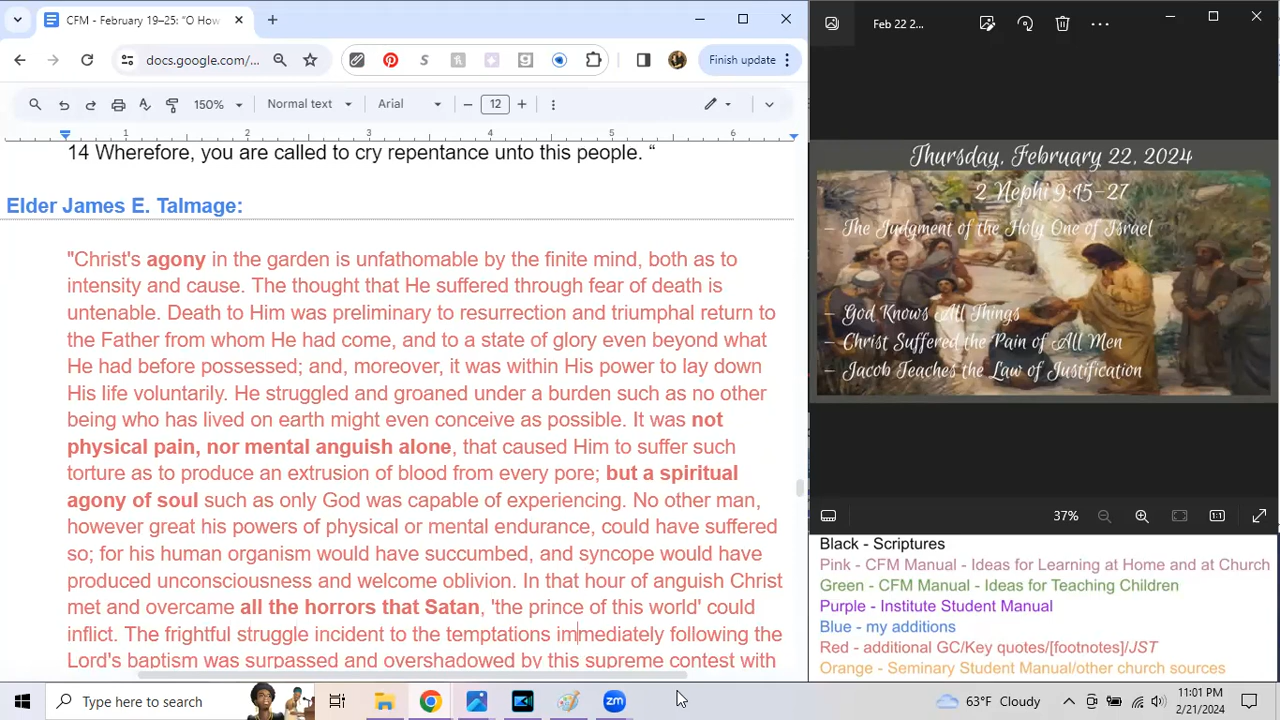 CFM - February 19–25: “O How
Feb 22 2...
docs.google.com/...
Finish update
150%
Normal text
Arial
12
1 2 3 4 5 6
14 Wherefore, you are called to cry repentance unto this people. “
Elder James E. Talmage:
"Christ's agony in the garden is unfathomable by the finite mind, both as to
intensity and cause. The thought that He suffered through fear of death is
untenable. Death to Him was preliminary to resurrection and triumphal return to
the Father from whom He had come, and to a state of glory even beyond what
He had before possessed; and, moreover, it was within His power to lay down
His life voluntarily. He struggled and groaned under a burden such as no other
being who has lived on earth might even conceive as possible. It was not
physical pain, nor mental anguish alone, that caused Him to suffer such
torture as to produce an extrusion of blood from every pore; but a spiritual
agony of soul such as only God was capable of experiencing. No other man,
however great his powers of physical or mental endurance, could have suffered
so; for his human organism would have succumbed, and syncope would have
produced unconsciousness and welcome oblivion. In that hour of anguish Christ
met and overcame all the horrors that Satan, 'the prince of this world' could
inflict. The frightful struggle incident to the temptations immediately following the
Lord's baptism was surpassed and overshadowed by this supreme contest with
Thursday, February 22, 2024
2 Nephi 9:15–27
– The Judgment of the Holy One of Israel
– God Knows All Things
– Christ Suffered the Pain of All Men
– Jacob Teaches the Law of Justification
37%
1:1
Black - Scriptures
Pink - CFM Manual - Ideas for Learning at Home and at Church
Green - CFM Manual - Ideas for Teaching Children
Purple - Institute Student Manual
Blue - my additions
Red - additional GC/Key quotes/[footnotes]/JST
Orange - Seminary Student Manual/other church sources
Type here to search
zm
63°F Cloudy
11:01 PM
2/21/2024